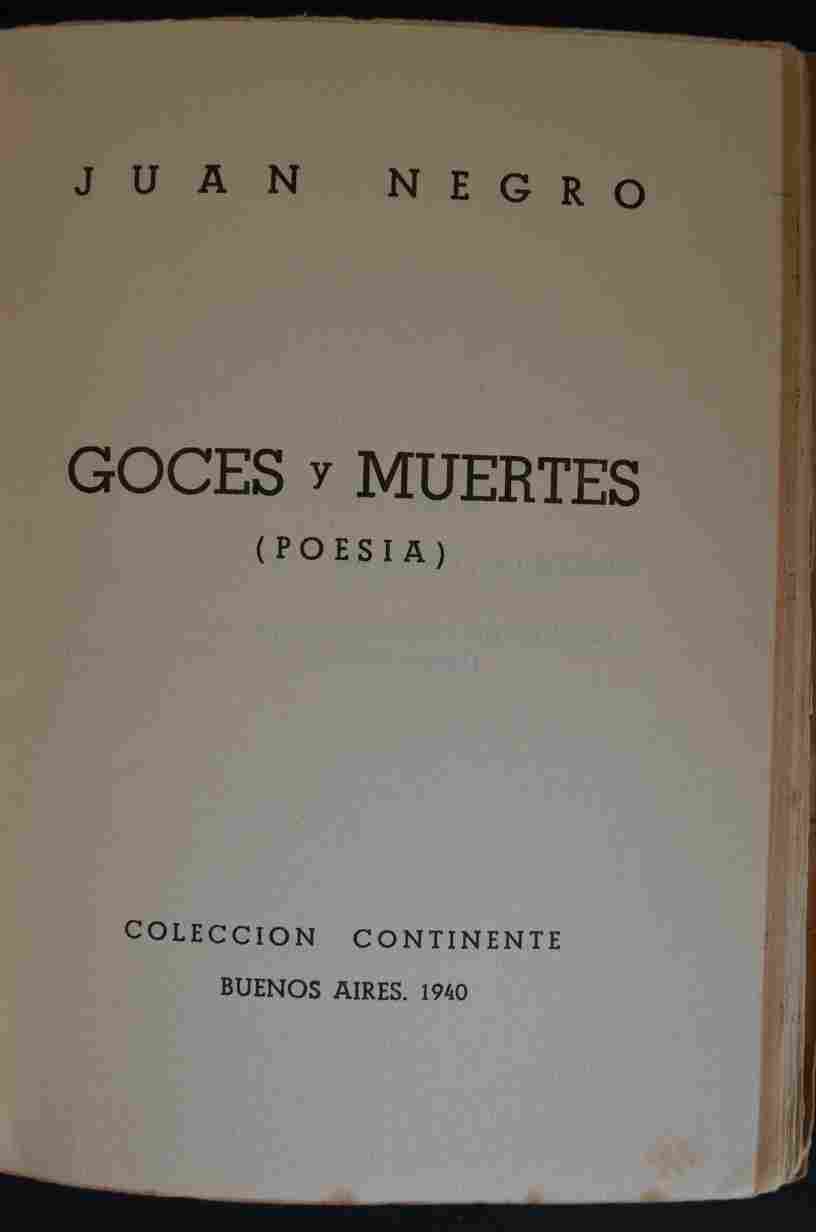 JUAN NEGRO
GOCES y MUERTES
(POESIA)
COLECCION CONTINENTE
BUENOS AIRES. 1940